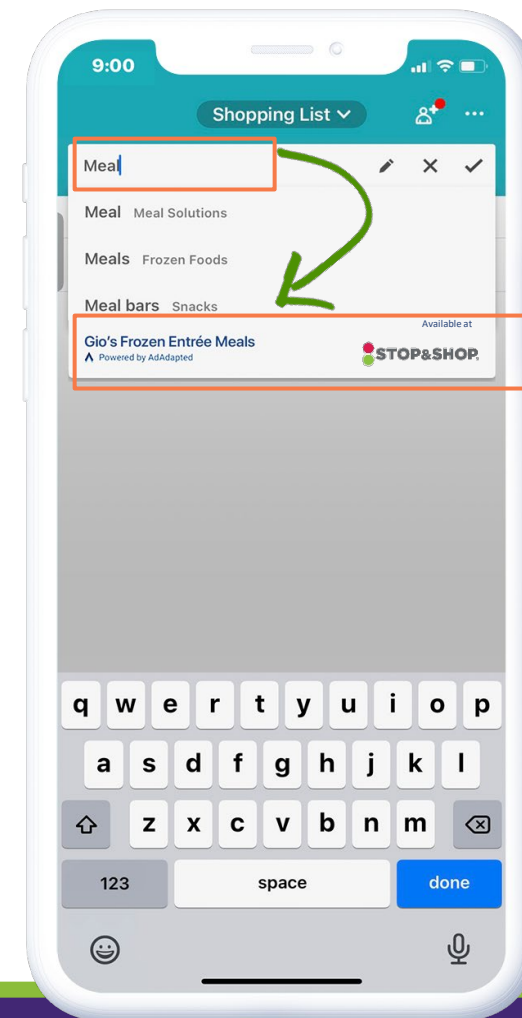 9:00
Shopping List
Meal
Meal Meal Solutions
Meals Frozen Foods
Meal bars Snacks
Available at
Gio's Frozen Entrée Meals
Powered by AdAdapted
STOP&SHOP.
q w e r t y u i o p
a s d f g h j k l
z x c v b n m
123 space done